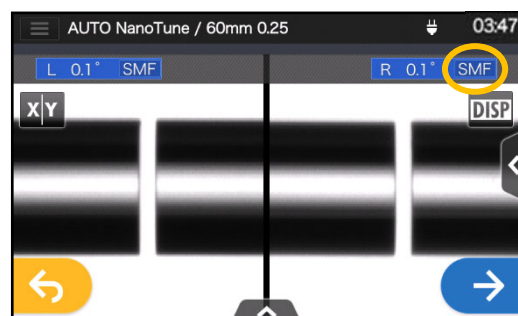 AUTO NanoTune / 60mm 0.25 03:47
L 0.1° SMF R 0.1° SMF
X Y DISP